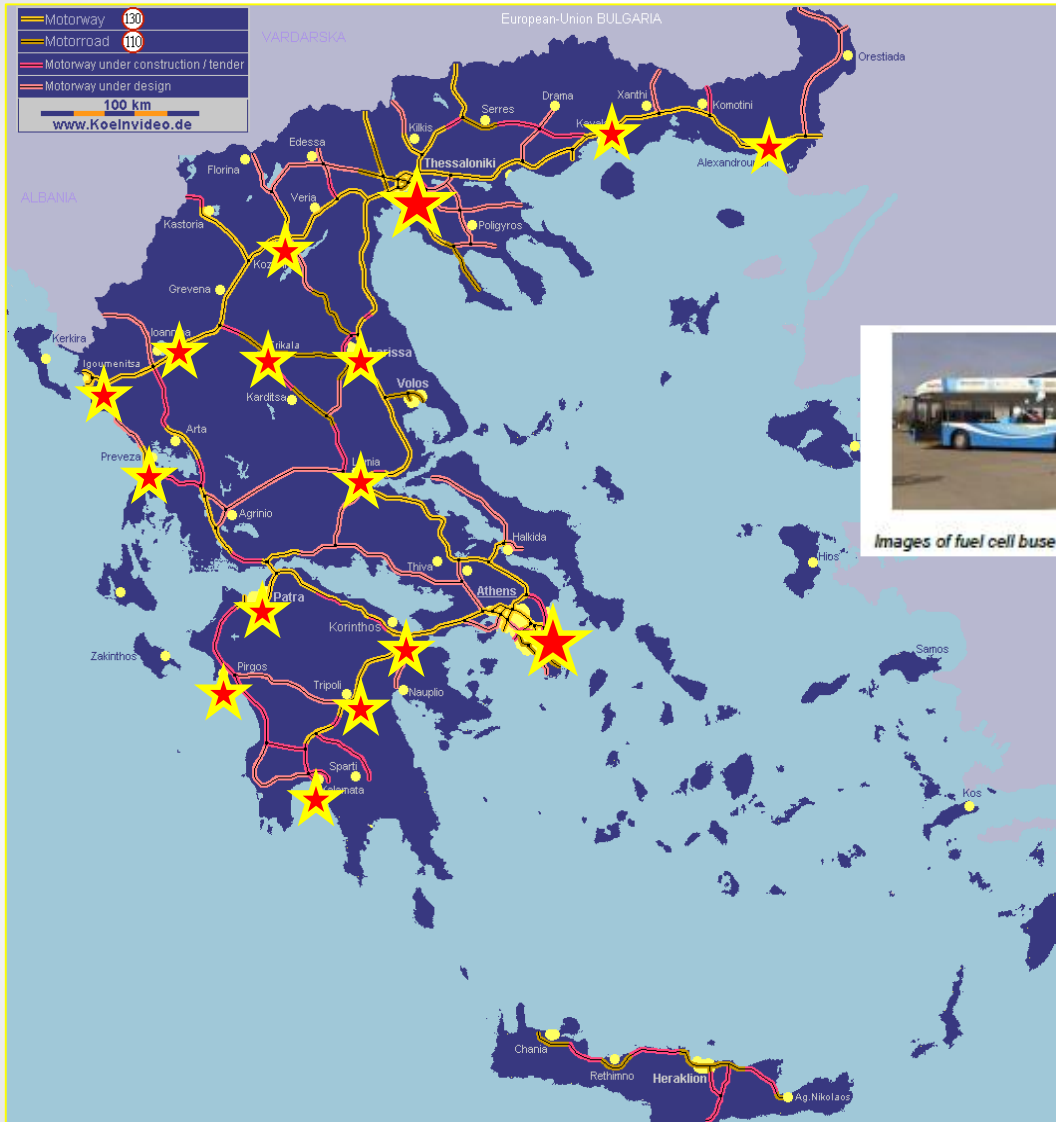 Motorway 130
Motorroad 110
Motorway under construction / tender
Motorway under design
100 km
www.KoelnVideo.de
European-Union BULGARIA
VARDARSKA
ALBANIA
Orestiada
Drama
Xanthi
Komotini
Serres
Kilkis
Edessa
Florina
Thessaloniki
Veria
Kastoria
Poligyros
Grevena
Kerkira
Igoumenitsa
Volos
Karditsa
Arta
Preveza
Agrinio
Halkida
Thiva
Athens
Patra
Korinthos
Zakinthos
Pirgos
Tripoli
Nauplio
Sparti
Hios
Samos
Kos
Images of fuel cell buse
Chania
Rethimno
Heraklion
Ag.Nikolaos